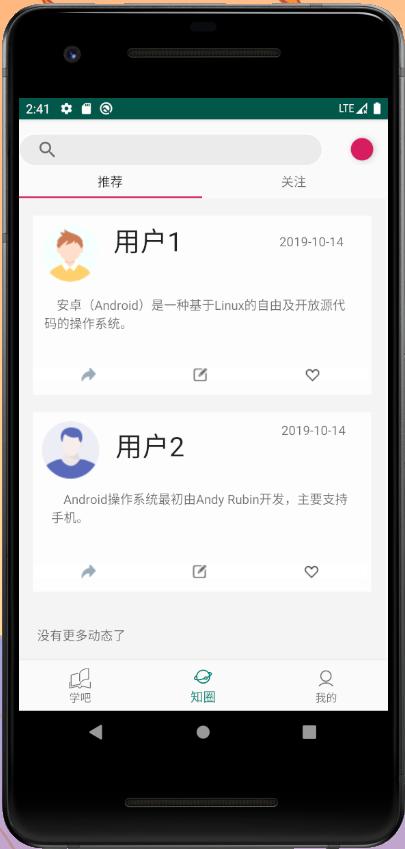 2:41 LTE
推荐 关注
用户1 2019-10-14
安卓（Android）是一种基于Linux的自由及开放源代
码的操作系统。
用户2 2019-10-14
Android操作系统最初由Andy Rubin开发，主要支持
手机。
没有更多动态了
学吧 知圈 我的